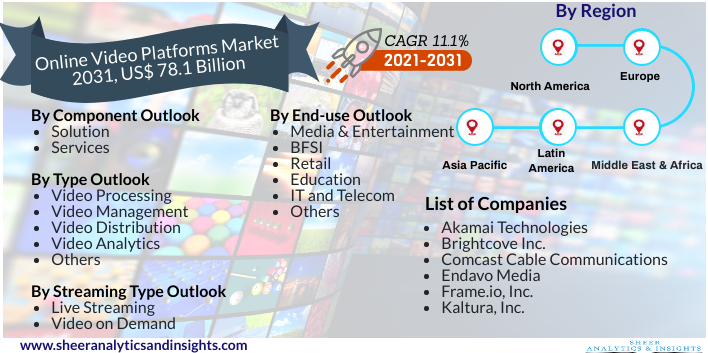 Online Video Platforms Market
2031, US$ 78.1 Billion
CAGR 11.1%
2021-2031
By Region
North America
Europe
Asia Pacific
Latin
America
Middle East & Africa
By Component Outlook
• Solution
• Services
By Type Outlook
• Video Processing
• Video Management
• Video Distribution
• Video Analytics
• Others
By Streaming Type Outlook
• Live Streaming
• Video on Demand
By End-use Outlook
• Media & Entertainment
• BFSI
• Retail
• Education
• IT and Telecom
• Others
List of Companies
• Akamai Technologies
• Brightcove Inc.
• Comcast Cable Communications
• Endavo Media
• Frame.io, Inc.
• Kaltura, Inc.
www.sheeranalyticsandinsights.com
SHEER
ANALYTICS & INSIGHTS